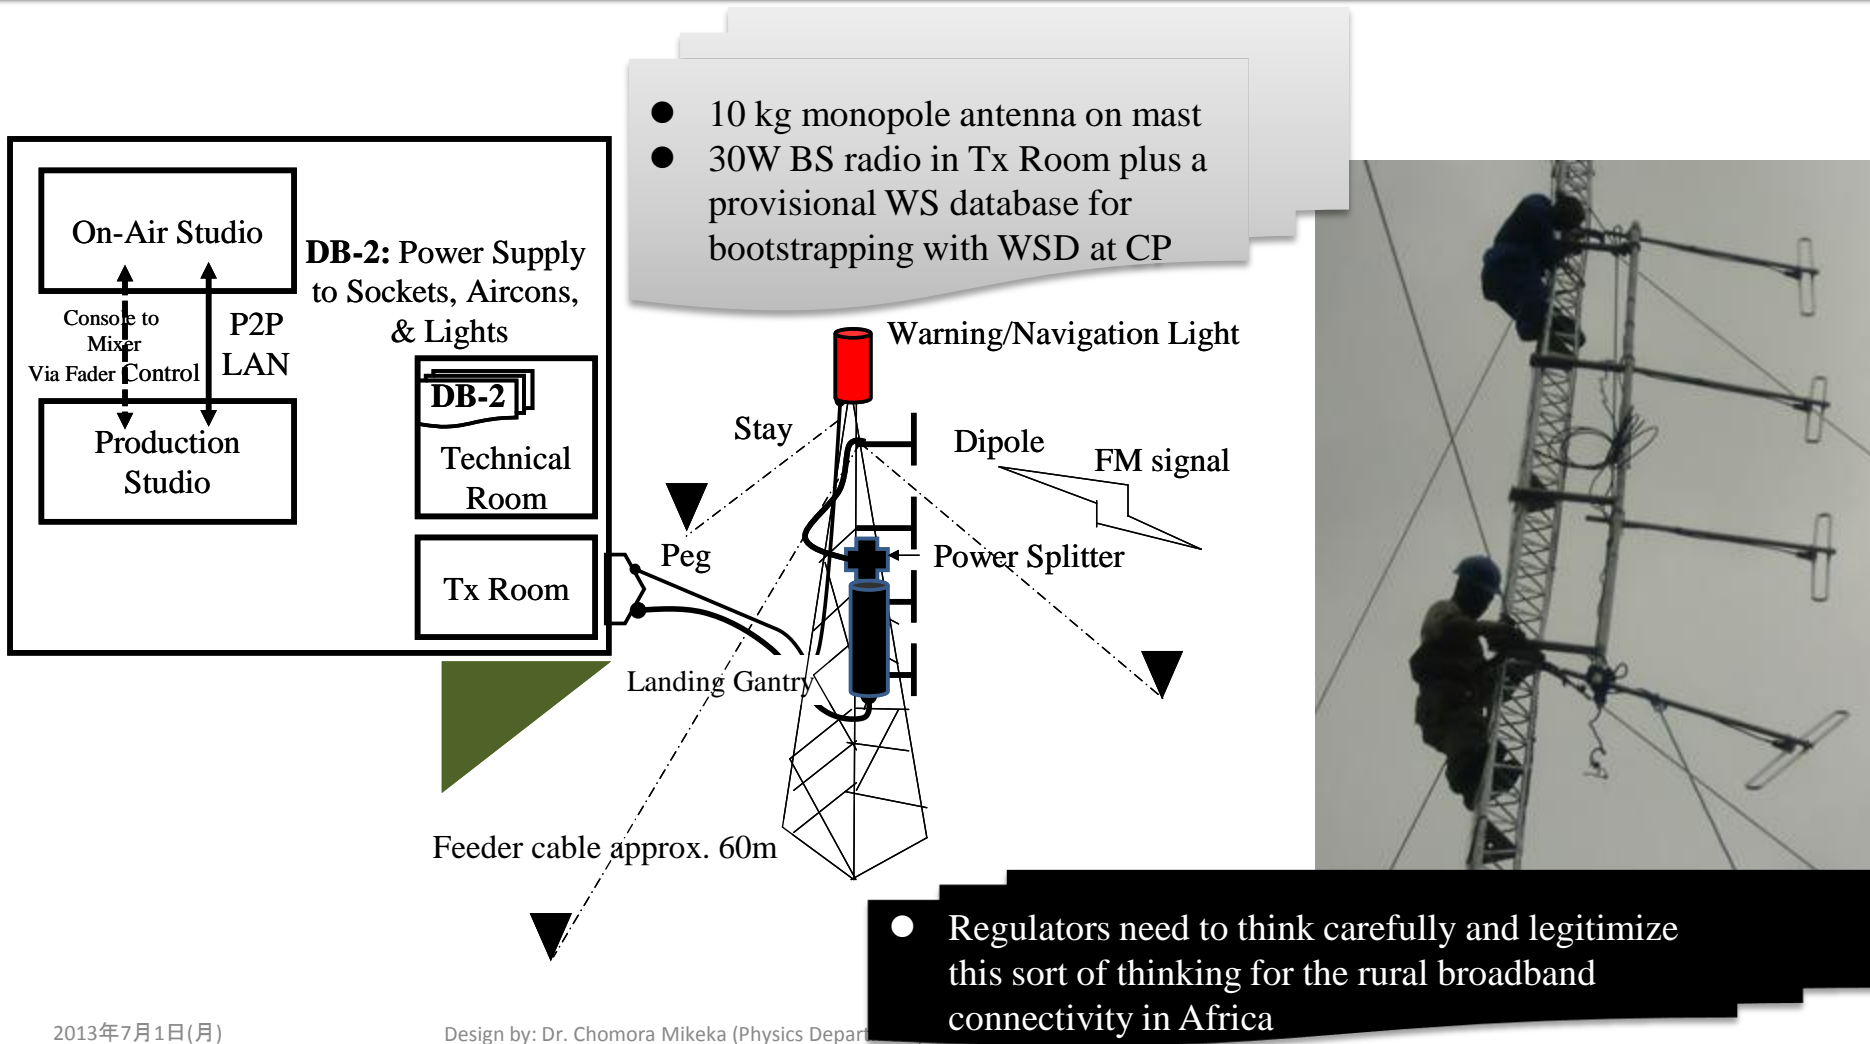 ● 10 kg monopole antenna on mast
● 30W BS radio in Tx Room plus a
provisional WS database for
bootstrapping with WSD at CP
On-Air Studio
DB-2: Power Supply
to Sockets, Aircons,
& Lights
Console to
Mixer
Via Fader Control
P2P
LAN
Production
Studio
DB-2
Technical
Room
Tx Room
Warning/Navigation Light
Stay
Dipole
FM signal
Peg
Power Splitter
Landing Gantry
Feeder cable approx. 60m
● Regulators need to think carefully and legitimize
this sort of thinking for the rural broadband
connectivity in Africa
2013年7月1日(月)
Design by: Dr. Chomora Mikeka (Physics